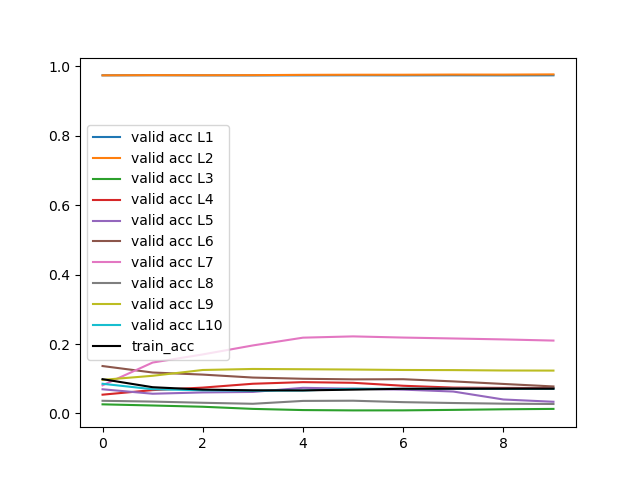 1.0
0.8
0.6
0.4
0.2
0.0
valid acc L1
valid acc L2
valid acc L3
valid acc L4
valid acc L5
valid acc L6
valid acc L7
valid acc L8
valid acc L9
valid acc L10
train_acc
0 2 4 6 8